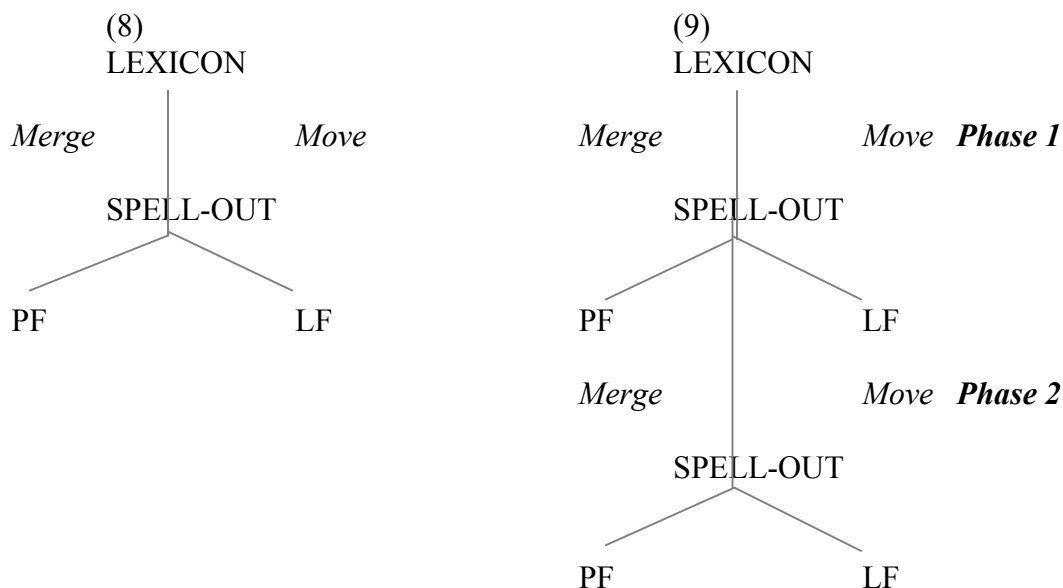 (8) (9)
LEXICON LEXICON
Merge Move Merge Move Phase 1
SPELL-OUT SPELL-OUT
PF LF PF LF
Merge Move Phase 2
SPELL-OUT
PF LF